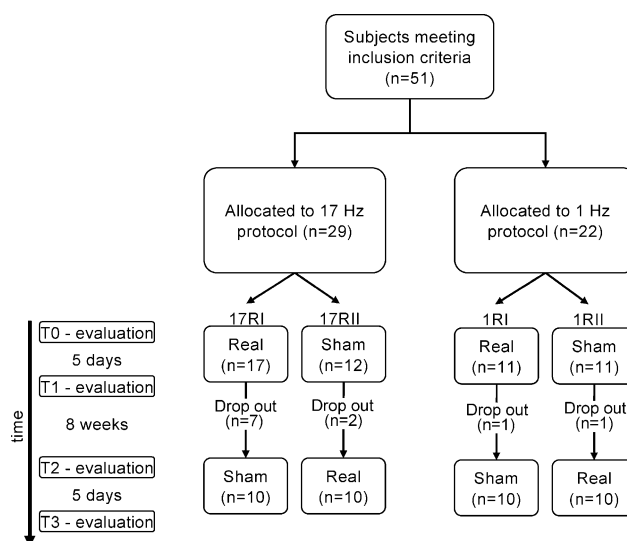 Subjects meeting
inclusion criteria
(n=51)
Allocated to 17 Hz
protocol (n=29)
Allocated to 1 Hz
protocol (n=22)
17RI
17RII
1RI
1RII
T0 - evaluation
Real
(n=17)
Sham
(n=12)
Real
(n=11)
Sham
(n=11)
5 days
T1 - evaluation
Drop out
(n=7)
Drop out
(n=2)
Drop out
(n=1)
Drop out
(n=1)
8 weeks
time
T2 - evaluation
Sham
(n=10)
Real
(n=10)
Sham
(n=10)
Real
(n=10)
5 days
T3 - evaluation